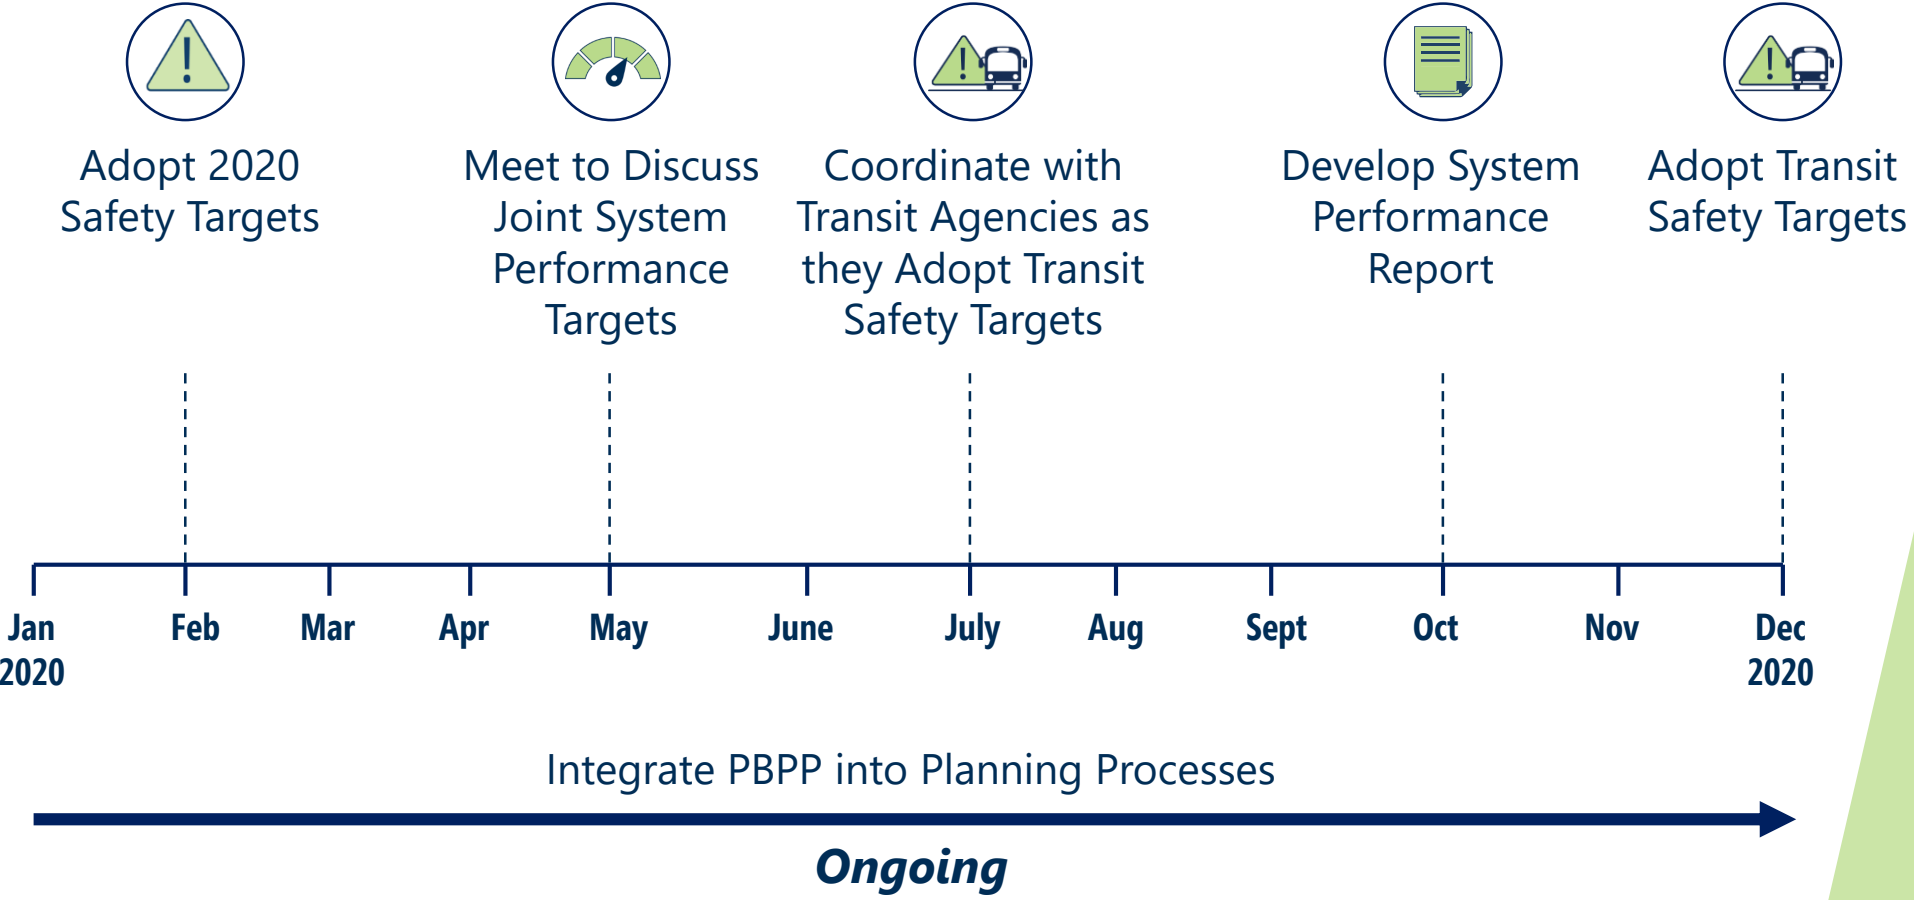 Adopt 2020
Safety Targets
Meet to Discuss
Joint System
Performance
Targets
Coordinate with
Transit Agencies as
they Adopt Transit
Safety Targets
Develop System
Performance
Report
Adopt Transit
Safety Targets
Jan
2020
Feb
Mar
Apr
May
June
July
Aug
Sept
Oct
Nov
Dec
2020
Integrate PBPP into Planning Processes
Ongoing